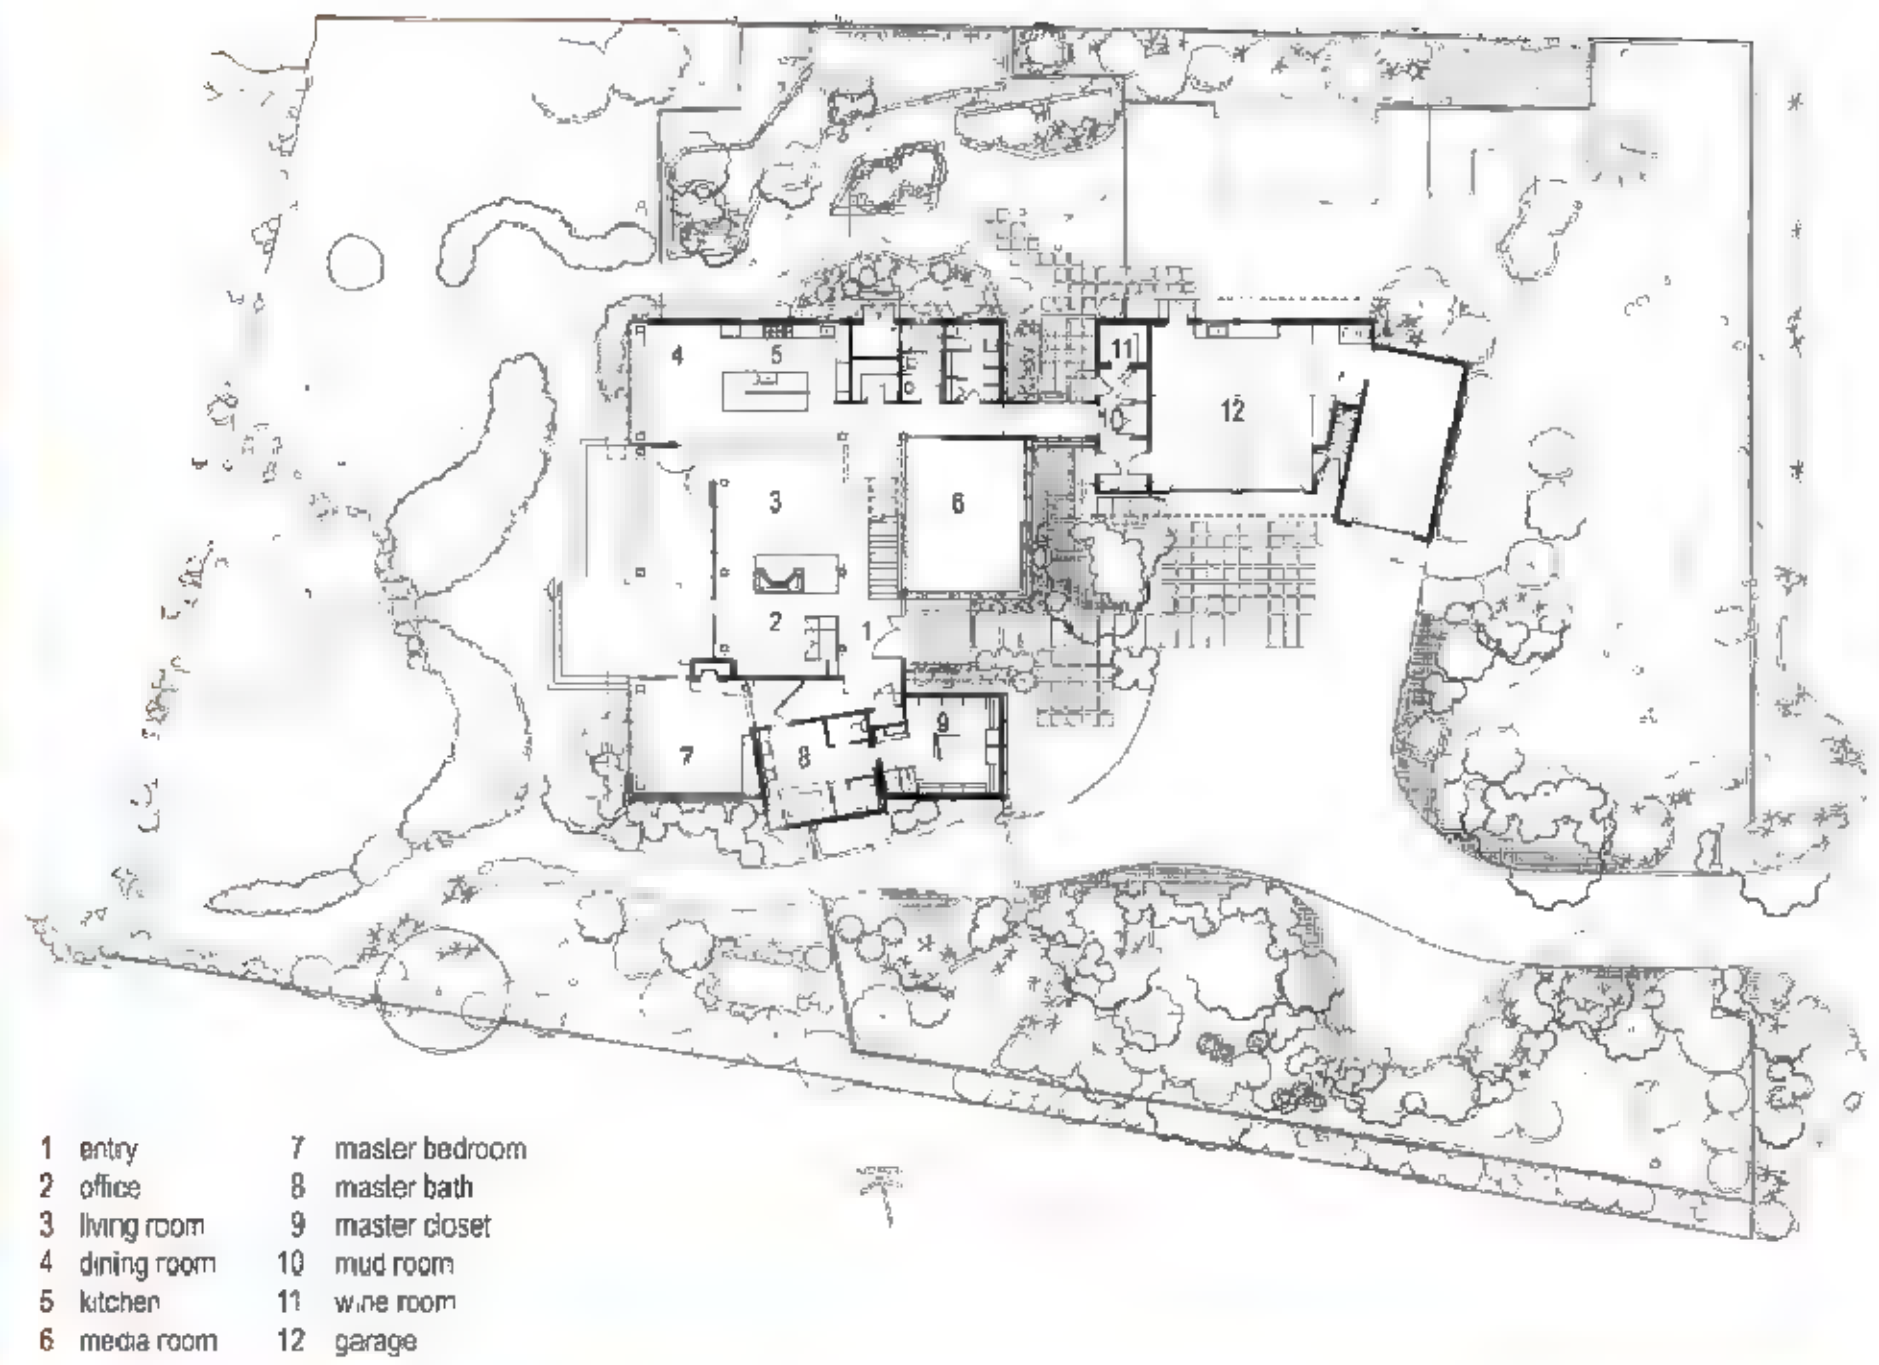 4
5
11
10
12
3
6
2
1
9
7
8
1 entry
2 office
3 living room
4 dining room
5 kitchen
6 media room
7 master bedroom
8 master bath
9 master closet
10 mud room
11 wine room
12 garage